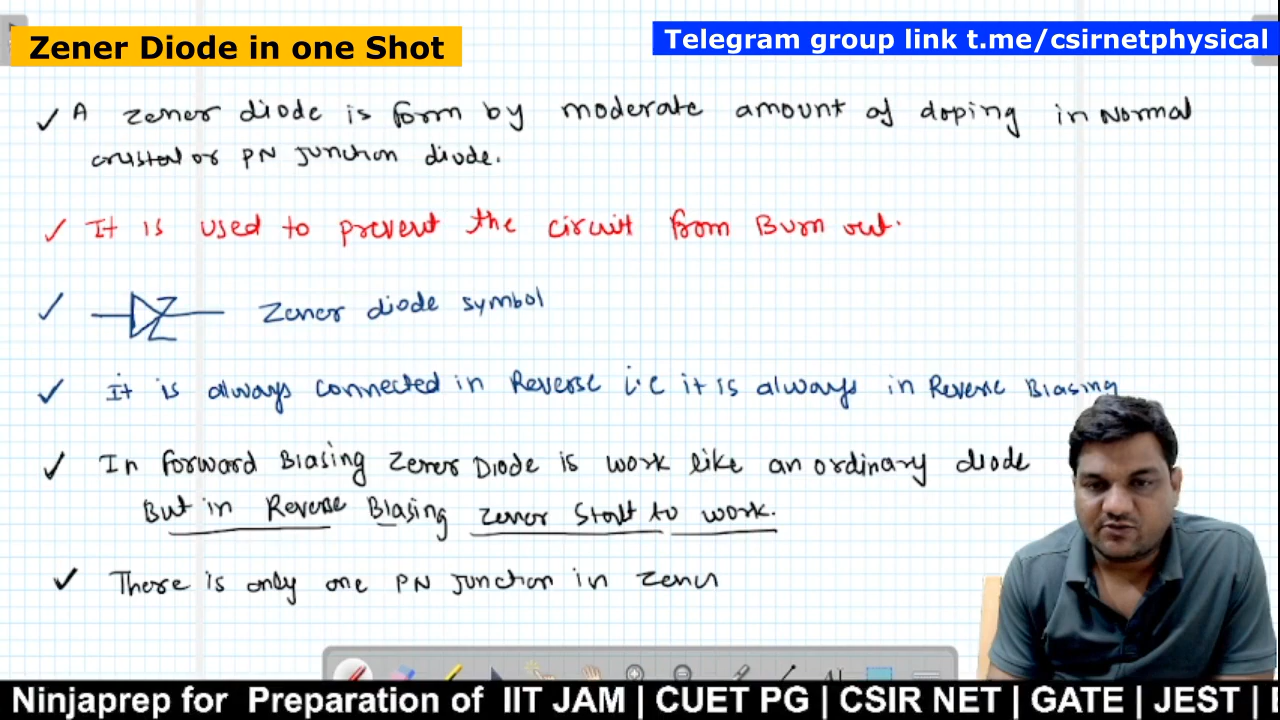 Zener Diode in one Shot
Telegram group link t.me/csirnetphysical
A zener diode is form by moderate amount of doping in Normal
crystal or PN junction diode.
It is used to prevent the circuit from Burn out.
Zener diode symbol
It is always connected in Reverse i.e it is always in Reverse Biasing
In forward Biasing Zener Diode is work like an ordinary diode
But in Reverse Biasing zener start to work.
There is only one PN junction in zener
Ninjaprep for Preparation of IIT JAM | CUET PG | CSIR NET | GATE | JEST |